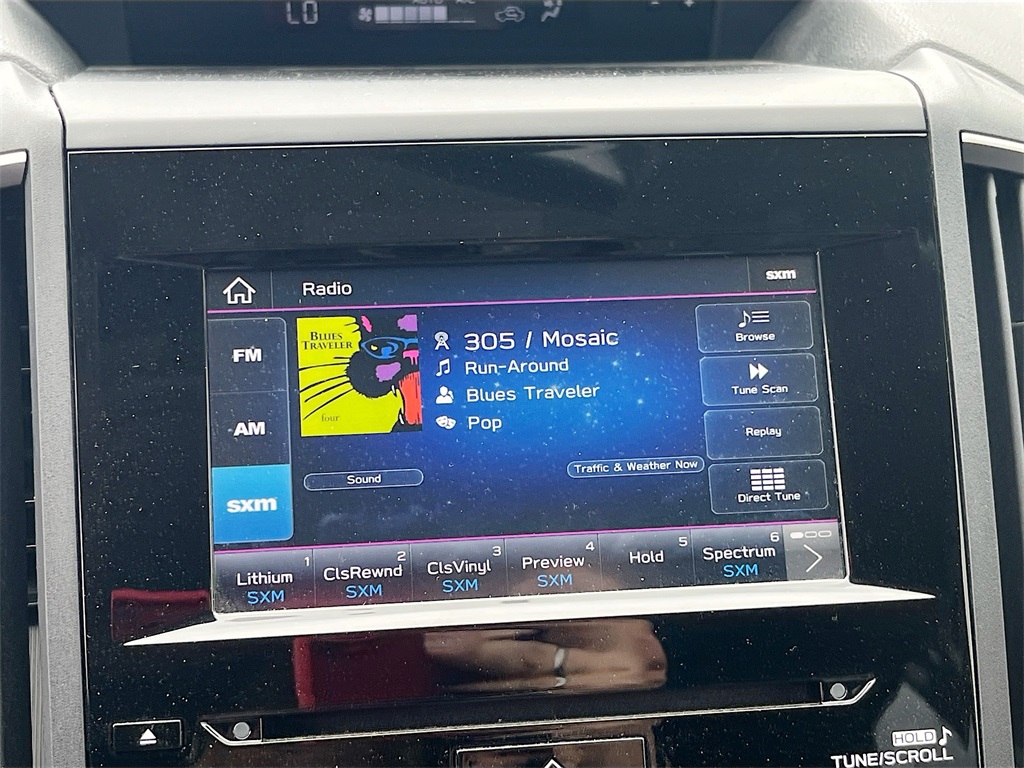 LO
AUTO A/C
Radio
sxm
FM
AM
sxm
BLUES
TRAVELER
four
305 / Mosaic
Run-Around
Blues Traveler
Pop
Browse
Tune Scan
Replay
Direct Tune
Sound
Traffic & Weather Now
1
Lithium
SXM
2
ClsRewnd
SXM
3
ClsVinyl
SXM
4
Preview
SXM
5
Hold
6
Spectrum
SXM
HOLD
TUNE/SCROLL